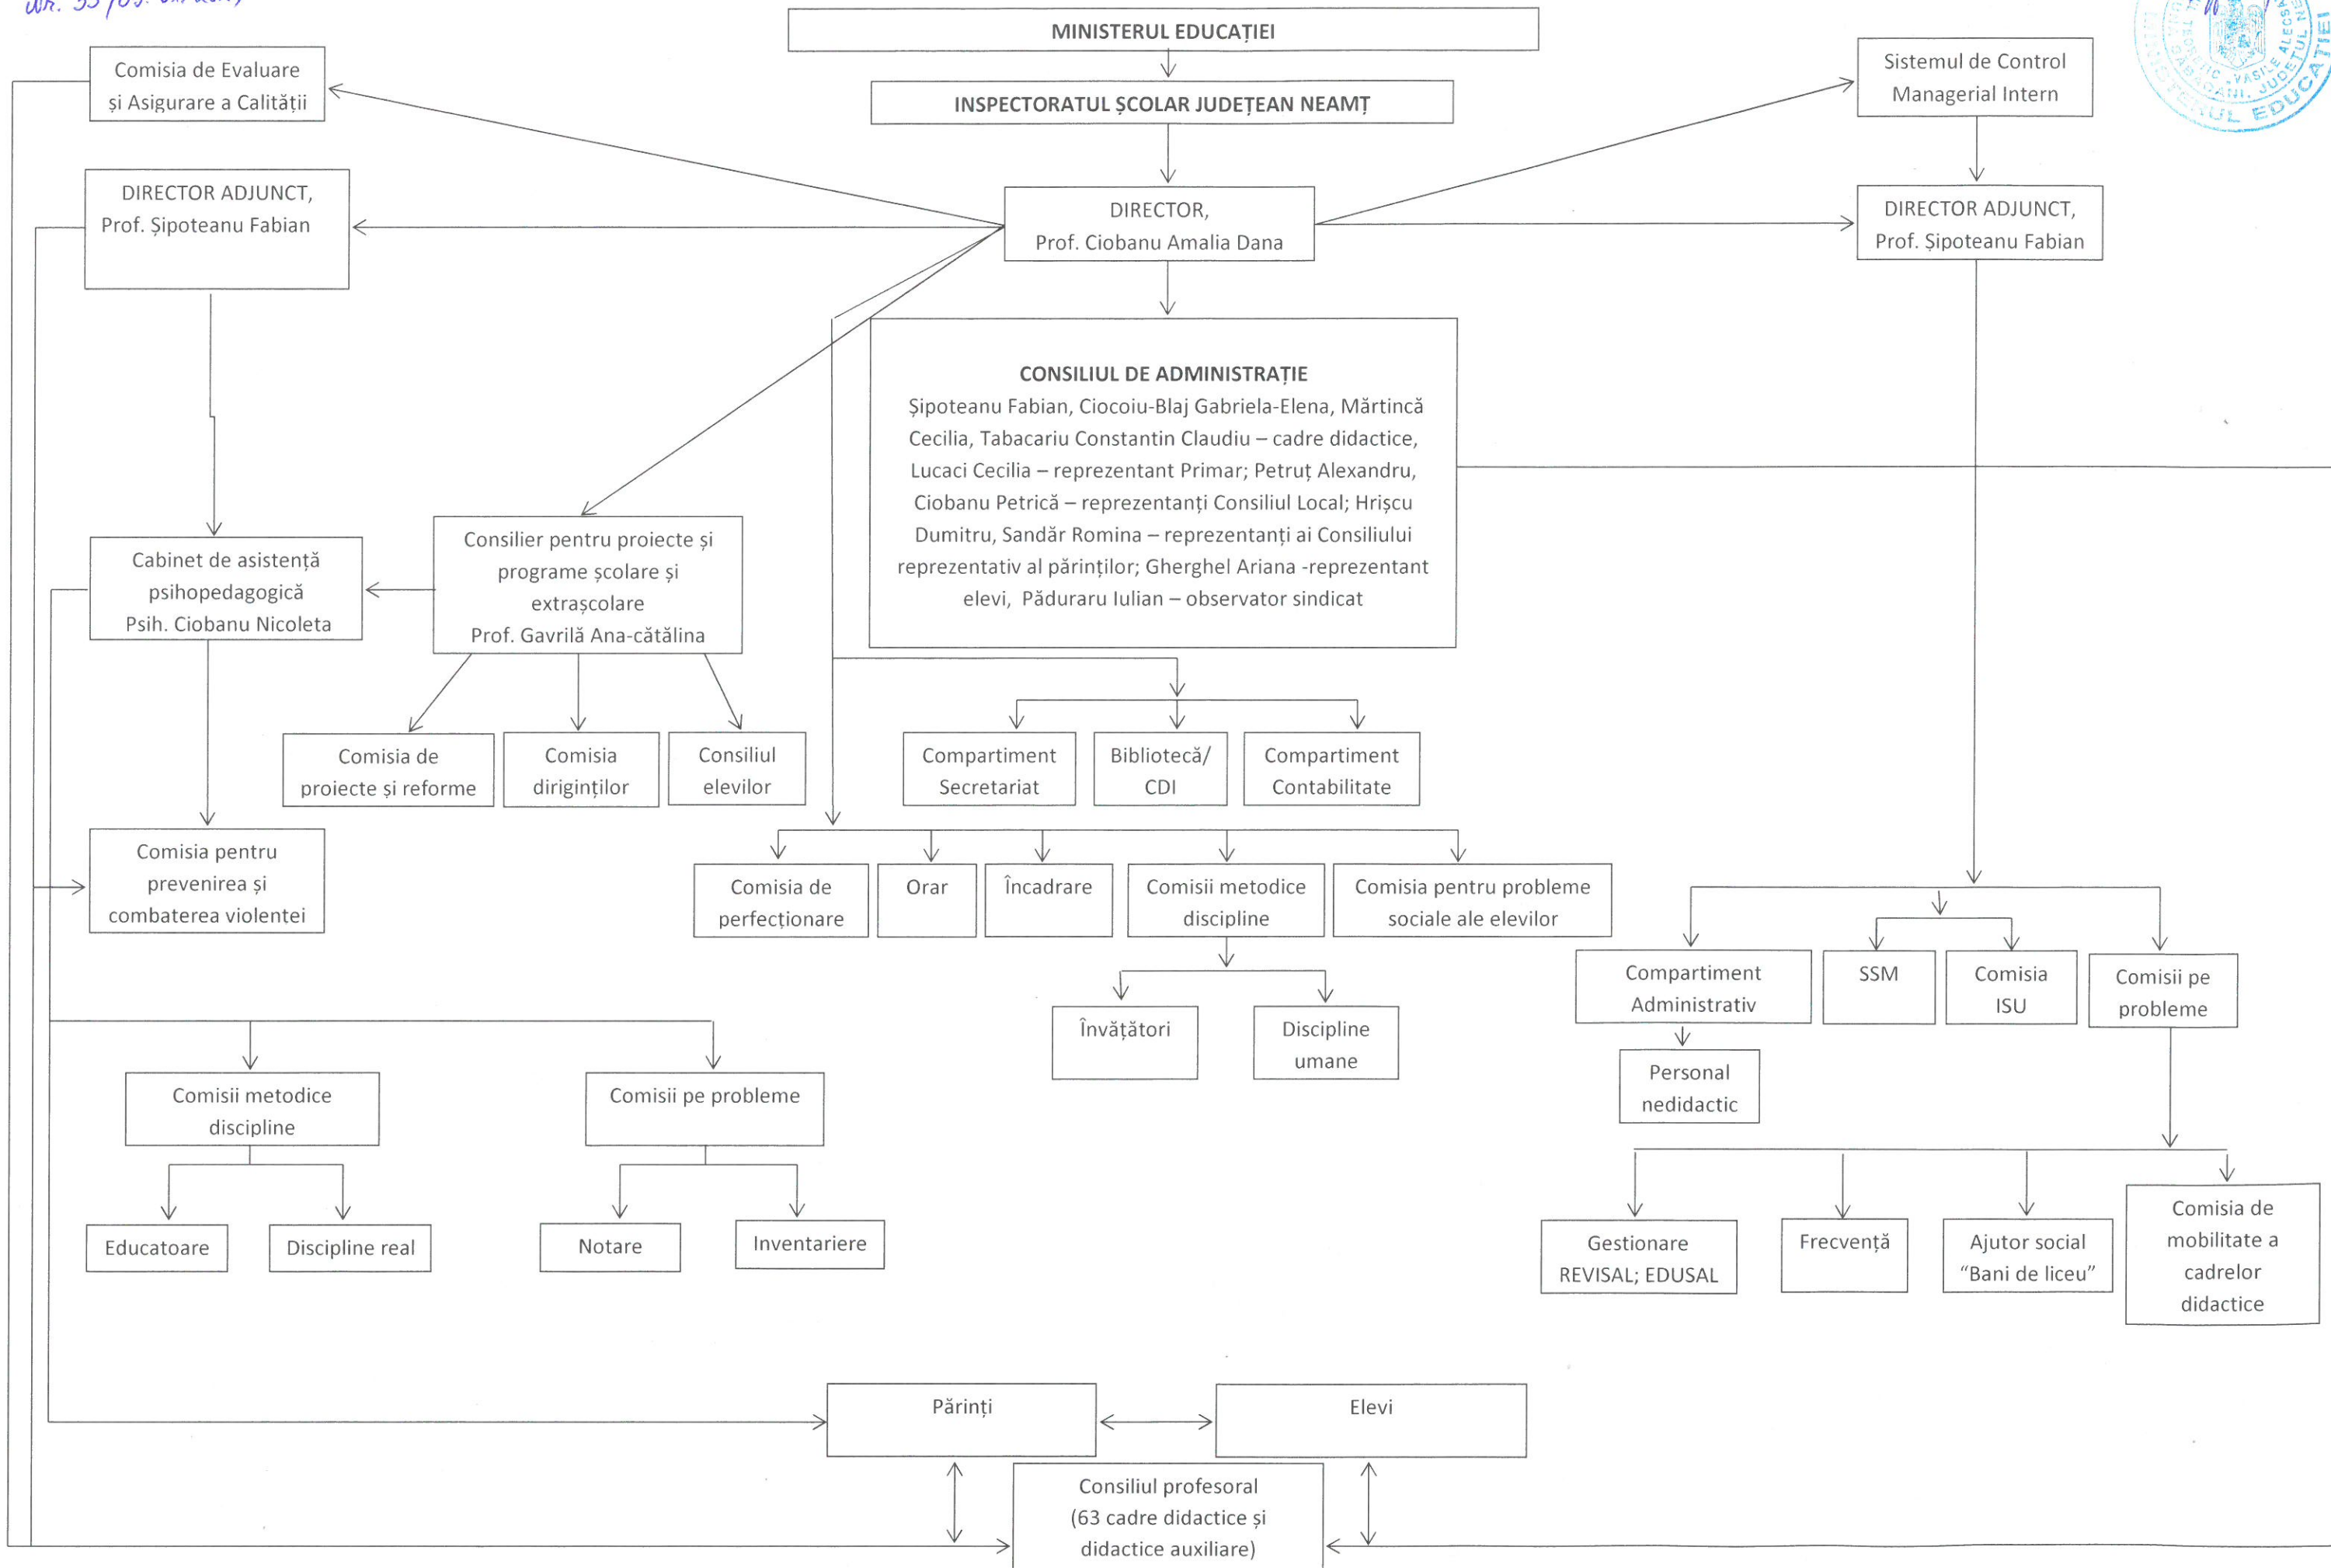 MINISTERUL EDUCAȚIEI
Comisia de Evaluare
și Asigurare a Calității
INSPECTORATUL ȘCOLAR JUDEȚEAN NEAMȚ
Sistemul de Control
Managerial Intern
VASILE ALECSA
JUDEȚUL NE
DIRECTOR ADJUNCT,
Prof. Șipoteanu Fabian
DIRECTOR,
Prof. Ciobanu Amalia Dana
DIRECTOR ADJUNCT,
Prof. Șipoteanu Fabian
CONSILIUL DE ADMINISTRAȚIE
Șipoteanu Fabian, Ciocoiu-Blaj Gabriela-Elena, Mărtincă
Cecilia, Tabacariu Constantin Claudiu – cadre didactice,
Lucaci Cecilia – reprezentant Primar; Petruț Alexandru,
Ciobanu Petrică – reprezentanți Consiliul Local; Hrișcu
Dumitru, Sandăr Romina – reprezentanți ai Consiliului
reprezentativ al părinților; Gherghel Ariana -reprezentant
elevi, Păduraru Iulian – observator sindicat
Cabinet de asistență
psihopedagogică
Psih. Ciobanu Nicoleta
Consilier pentru proiecte și
programe școlare și
extrașcolare
Prof. Gavrilă Ana-cătălina
Comisia de
proiecte și reforme
Comisia
diriginților
Consiliul
elevilor
Compartiment
Secretariat
Bibliotecă/
CDI
Compartiment
Contabilitate
Comisia pentru
prevenirea și
combaterea violentei
Comisia de
perfecționare
Orar
Încadrare
Comisii metodice
discipline
Comisia pentru probleme
sociale ale elevilor
Învățători
Discipline
umane
Compartiment
Administrativ
SSM
Comisia
ISU
Comisii pe
probleme
Personal
nedidactic
Comisii metodice
discipline
Comisii pe probleme
Educatoare
Discipline real
Notare
Inventariere
Gestionare
REVISAL; EDUSAL
Frecvență
Ajutor social
“Bani de liceu”
Comisia de
mobilitate a
cadrelor
didactice
Părinți
Elevi
Consiliul profesoral
(63 cadre didactice și
didactice auxiliare)